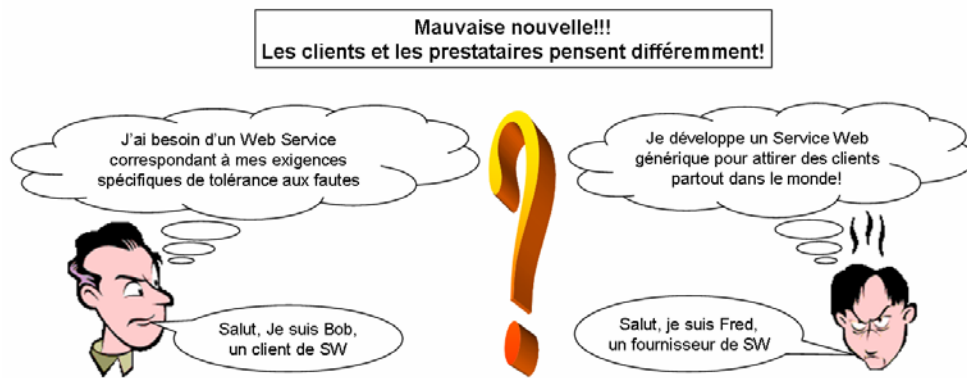 Mauvaise nouvelle!!!
Les clients et les prestataires pensent différemment!
J'ai besoin d'un Web Service
correspondant à mes exigences
spécifiques de tolérance aux fautes
Je développe un Service Web
générique pour attirer des clients
partout dans le monde!
Salut, Je suis Bob,
un client de SW
Salut, je suis Fred,
un fournisseur de SW